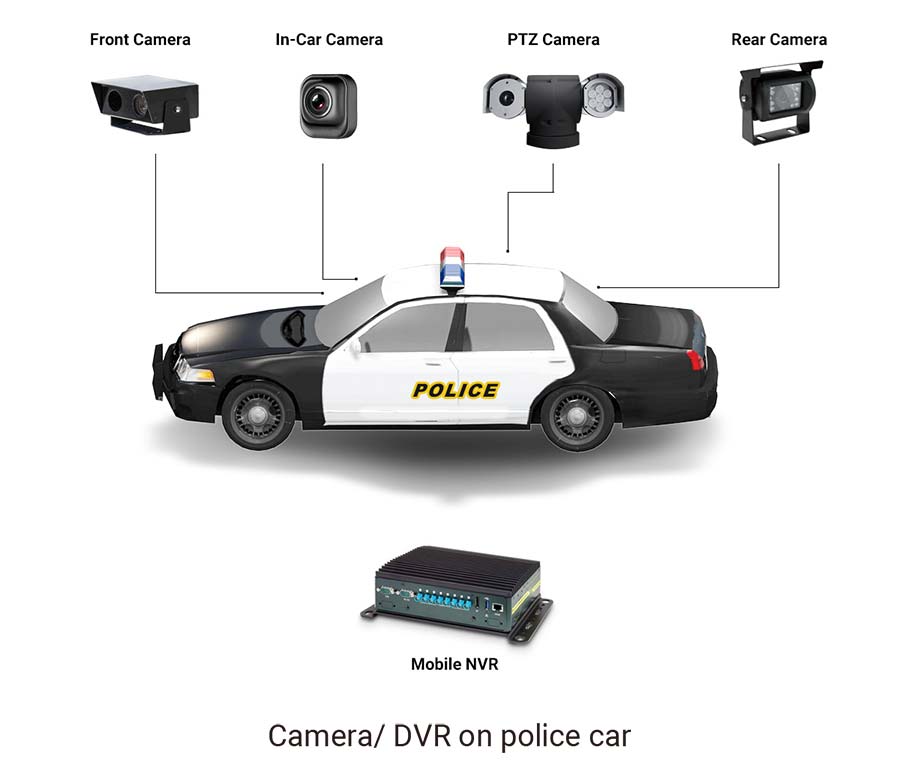 Front Camera
In-Car Camera
PTZ Camera
Rear Camera
POLICE
Mobile NVR
Camera/ DVR on police car